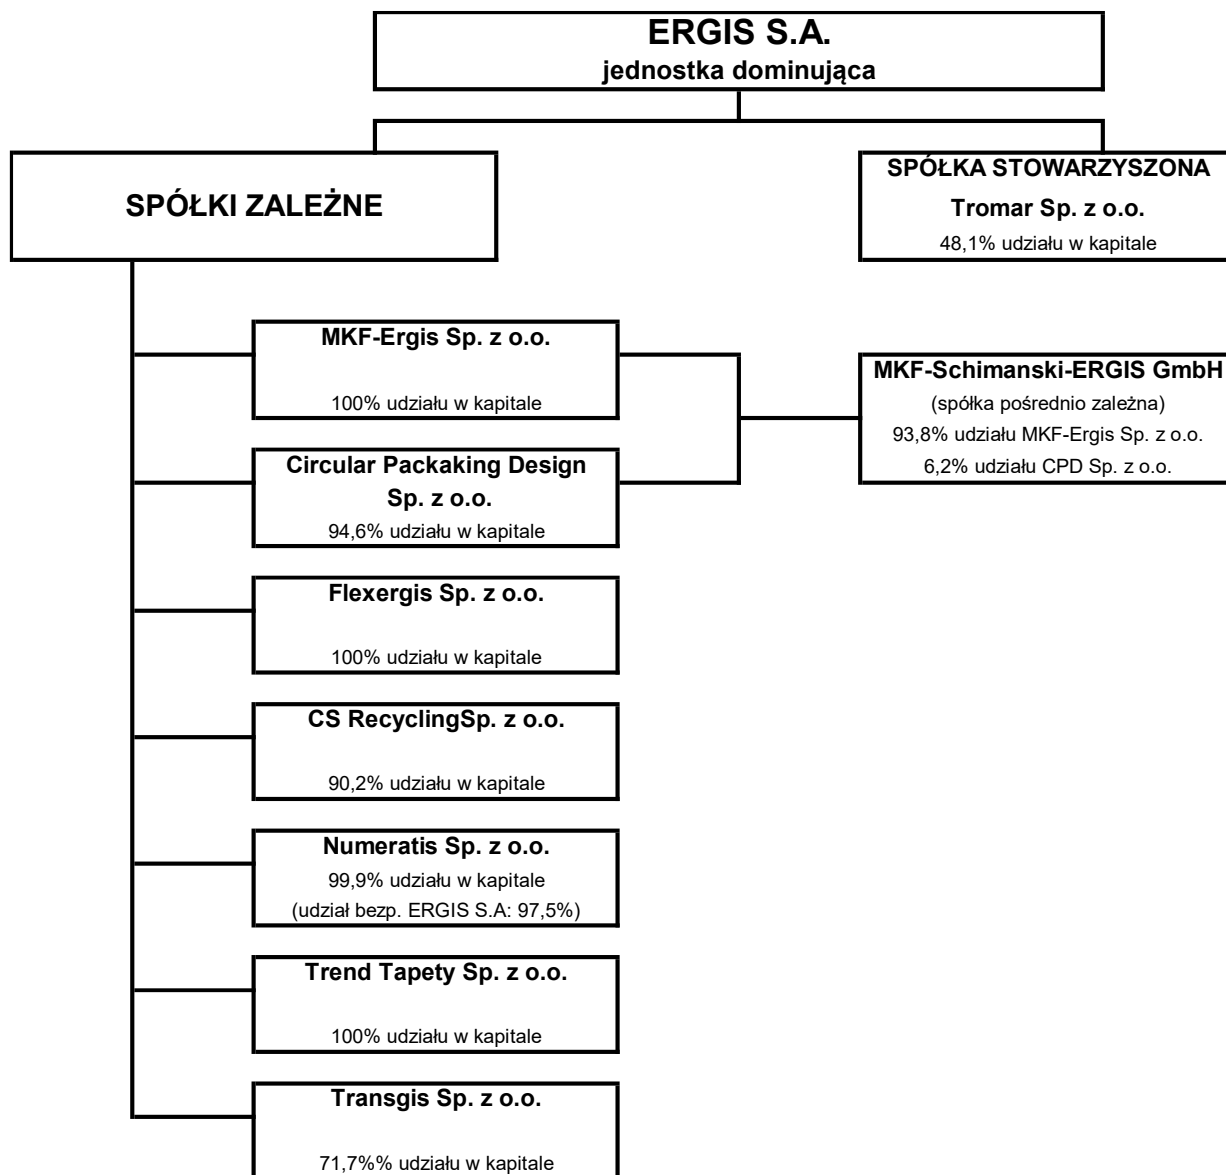 ERGIS S.A.
jednostka dominująca
SPÓŁKI ZALEŻNE
SPÓŁKA STOWARZYSZONA
Tromar Sp. z o.o.
48,1% udziału w kapitale
MKF-Ergis Sp. z o.o.
100% udziału w kapitale
MKF-Schimanski-ERGIS GmbH
(spółka pośrednio zależna)
93,8% udziału MKF-Ergis Sp. z o.o.
6,2% udziału CPD Sp. z o.o.
Circular Packaking Design
Sp. z o.o.
94,6% udziału w kapitale
Flexergis Sp. z o.o.
100% udziału w kapitale
CS RecyclingSp. z o.o.
90,2% udziału w kapitale
Numeratis Sp. z o.o.
99,9% udziału w kapitale
(udział bezp. ERGIS S.A: 97,5%)
Trend Tapety Sp. z o.o.
100% udziału w kapitale
Transgis Sp. z o.o.
71,7%% udziału w kapitale